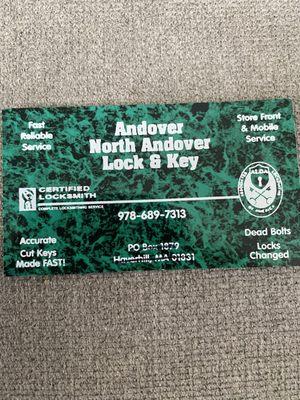 Fast
Reliable
Service
Andover
North Andover
Lock & Key
Store Front
& Mobile
Service
CERTIFIED
LOCKSMITH
COMPLETE LOCKSMITHING SERVICE
ALOA
978-689-7313
Accurate
Cut Keys
Made FAST!
PO Box 1879
Haverhill, MA 01831
Dead Bolts
Locks
Changed